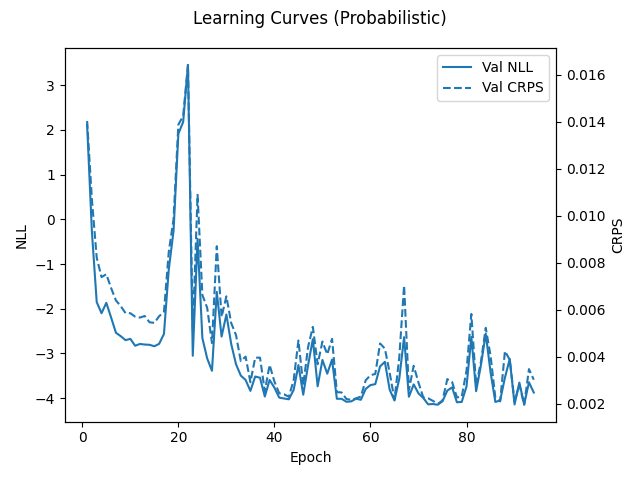 Learning Curves (Probabilistic)
Val NLL
Val CRPS
NLL
3
2
1
0
−1
−2
−3
−4
0.016
0.014
0.012
0.010
0.008
0.006
0.004
0.002
CRPS
0 20 40 60 80
Epoch